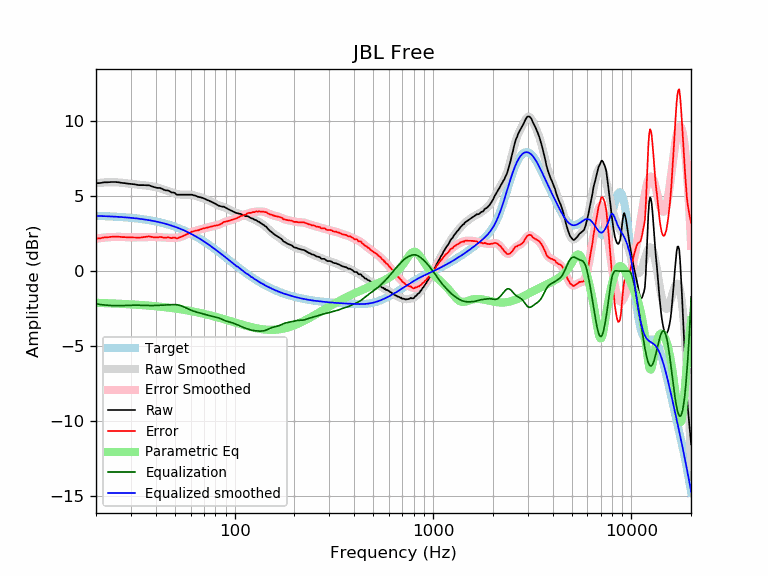 JBL Free
Amplitude (dBr)
10
5
0
−5
−10
−15
Target
Raw Smoothed
Error Smoothed
Raw
Error
Parametric Eq
Equalization
Equalized smoothed
100
1000
10000
Frequency (Hz)